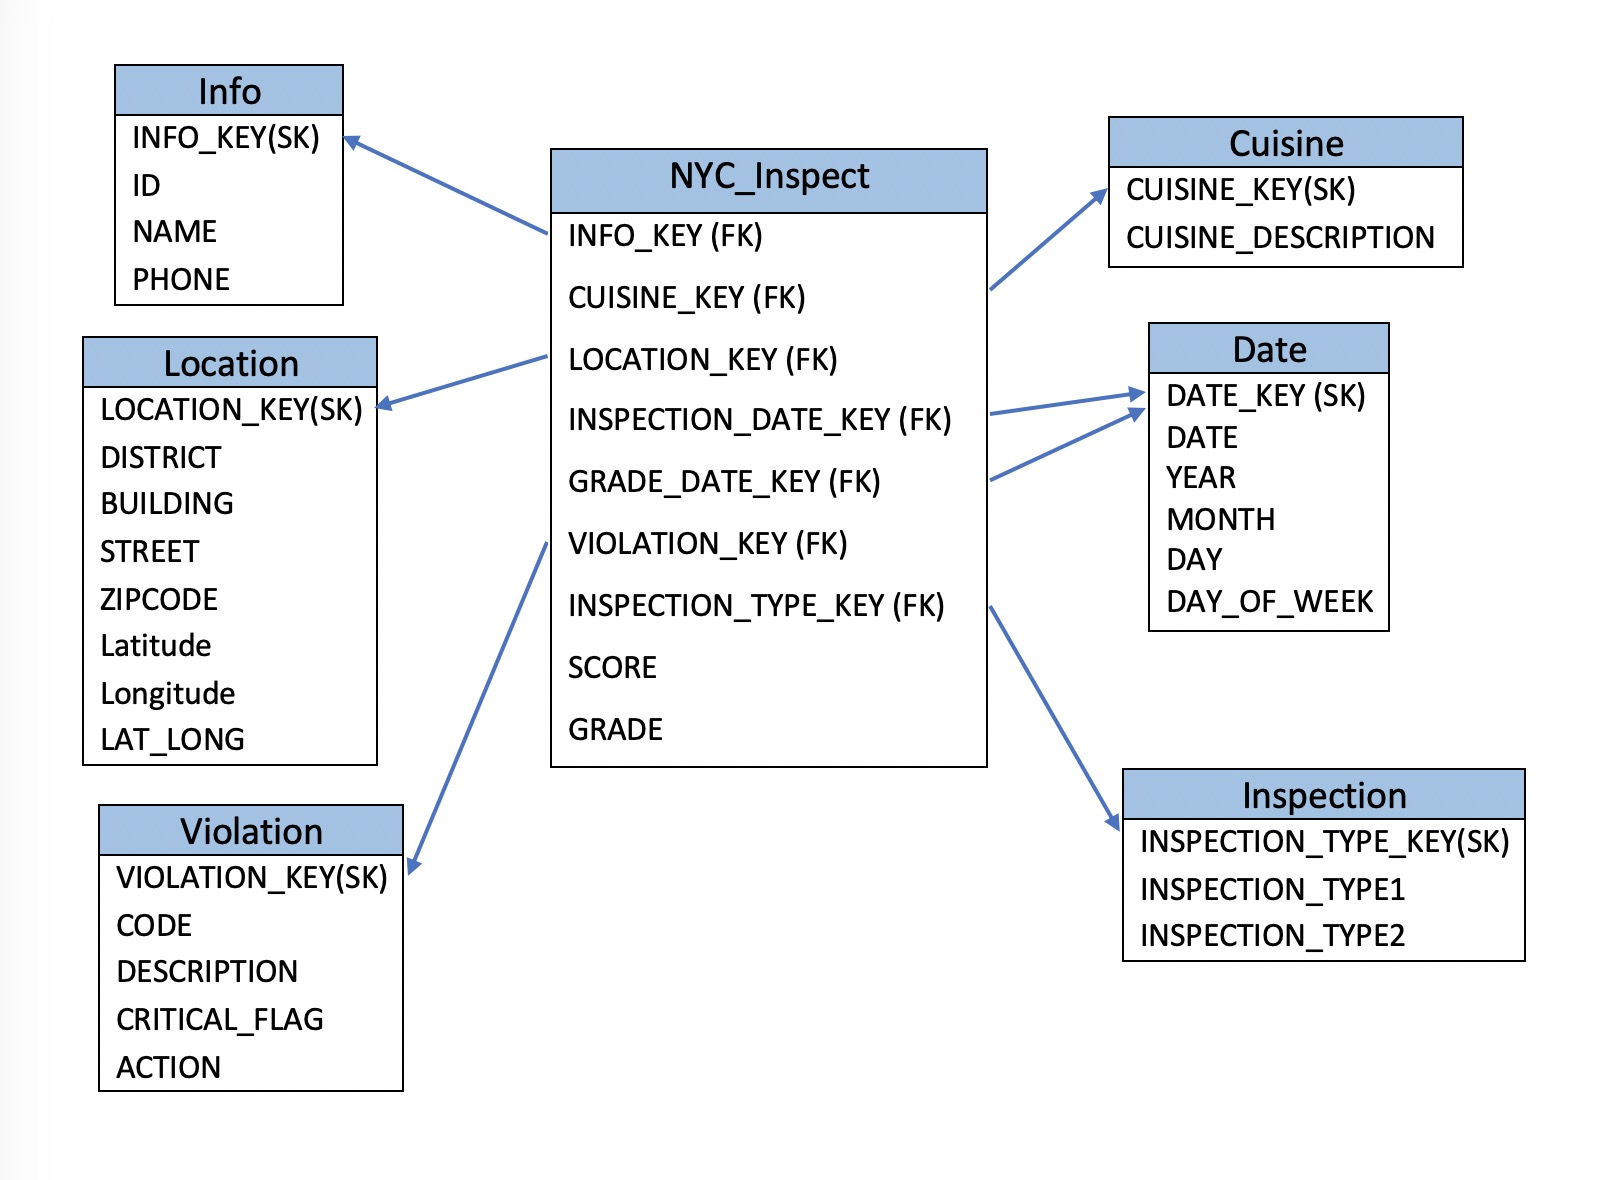 Info
INFO_KEY(SK)
ID
NAME
PHONE
Location
LOCATION_KEY(SK)
DISTRICT
BUILDING
STREET
ZIPCODE
Latitude
Longitude
LAT_LONG
Violation
VIOLATION_KEY(SK)
CODE
DESCRIPTION
CRITICAL_FLAG
ACTION
NYC_Inspect
INFO_KEY (FK)
CUISINE_KEY (FK)
LOCATION_KEY (FK)
INSPECTION_DATE_KEY (FK)
GRADE_DATE_KEY (FK)
VIOLATION_KEY (FK)
INSPECTION_TYPE_KEY (FK)
SCORE
GRADE
Cuisine
CUISINE_KEY(SK)
CUISINE_DESCRIPTION
Date
DATE_KEY (SK)
DATE
YEAR
MONTH
DAY
DAY_OF_WEEK
Inspection
INSPECTION_TYPE_KEY(SK)
INSPECTION_TYPE1
INSPECTION_TYPE2